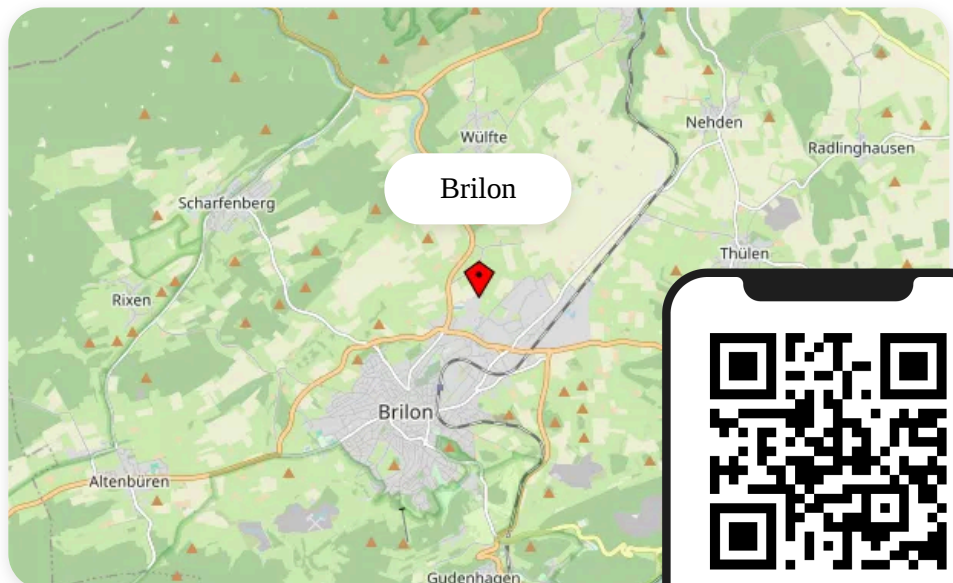 Wülfte
Nehden
Radlinghausen
Brilon
Scharfenberg
Thülen
Rixen
Brilon
Altenbüren
Gudenhagen